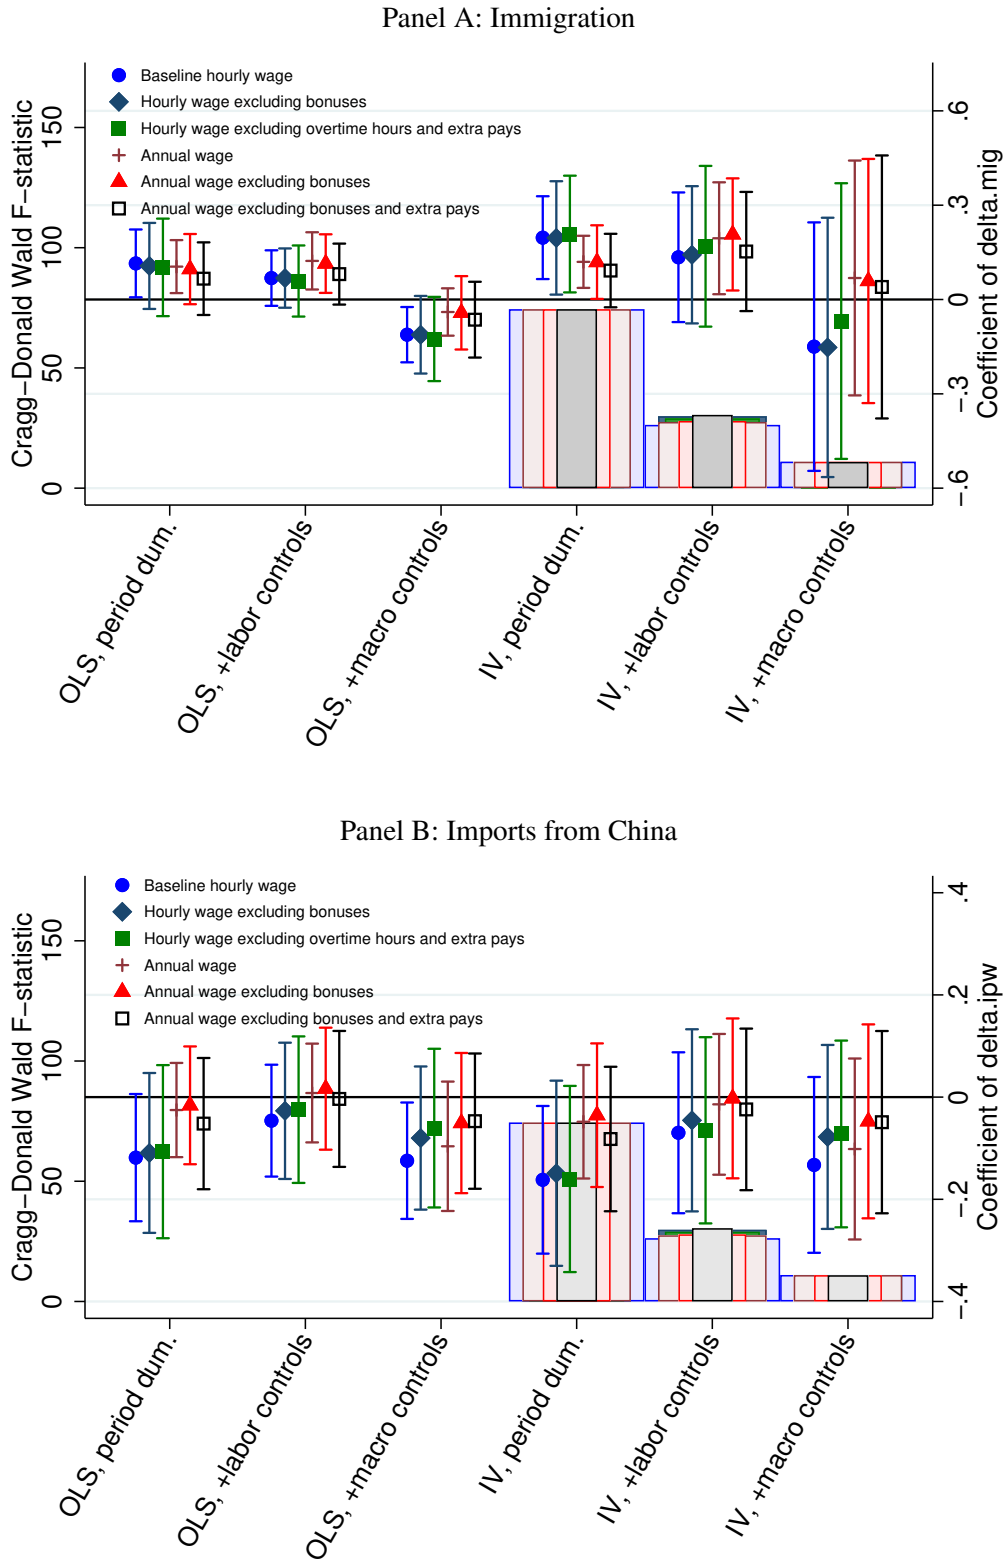 Panel A: Immigration
Baseline hourly wage
Hourly wage excluding bonuses
Hourly wage excluding overtime hours and extra pays
Annual wage
Annual wage excluding bonuses
Annual wage excluding bonuses and extra pays
Cragg−Donald Wald F−statistic
150
100
50
0
Coefficient of delta.mig
.6
.3
0
−.3
−.6
OLS, period dum.
OLS, +labor controls
OLS, +macro controls
IV, period dum.
IV, +labor controls
IV, +macro controls
Panel B: Imports from China
Baseline hourly wage
Hourly wage excluding bonuses
Hourly wage excluding overtime hours and extra pays
Annual wage
Annual wage excluding bonuses
Annual wage excluding bonuses and extra pays
Cragg−Donald Wald F−statistic
150
100
50
0
Coefficient of delta.ipw
.4
.2
0
−.2
−.4
OLS, period dum.
OLS, +labor controls
OLS, +macro controls
IV, period dum.
IV, +labor controls
IV, +macro controls